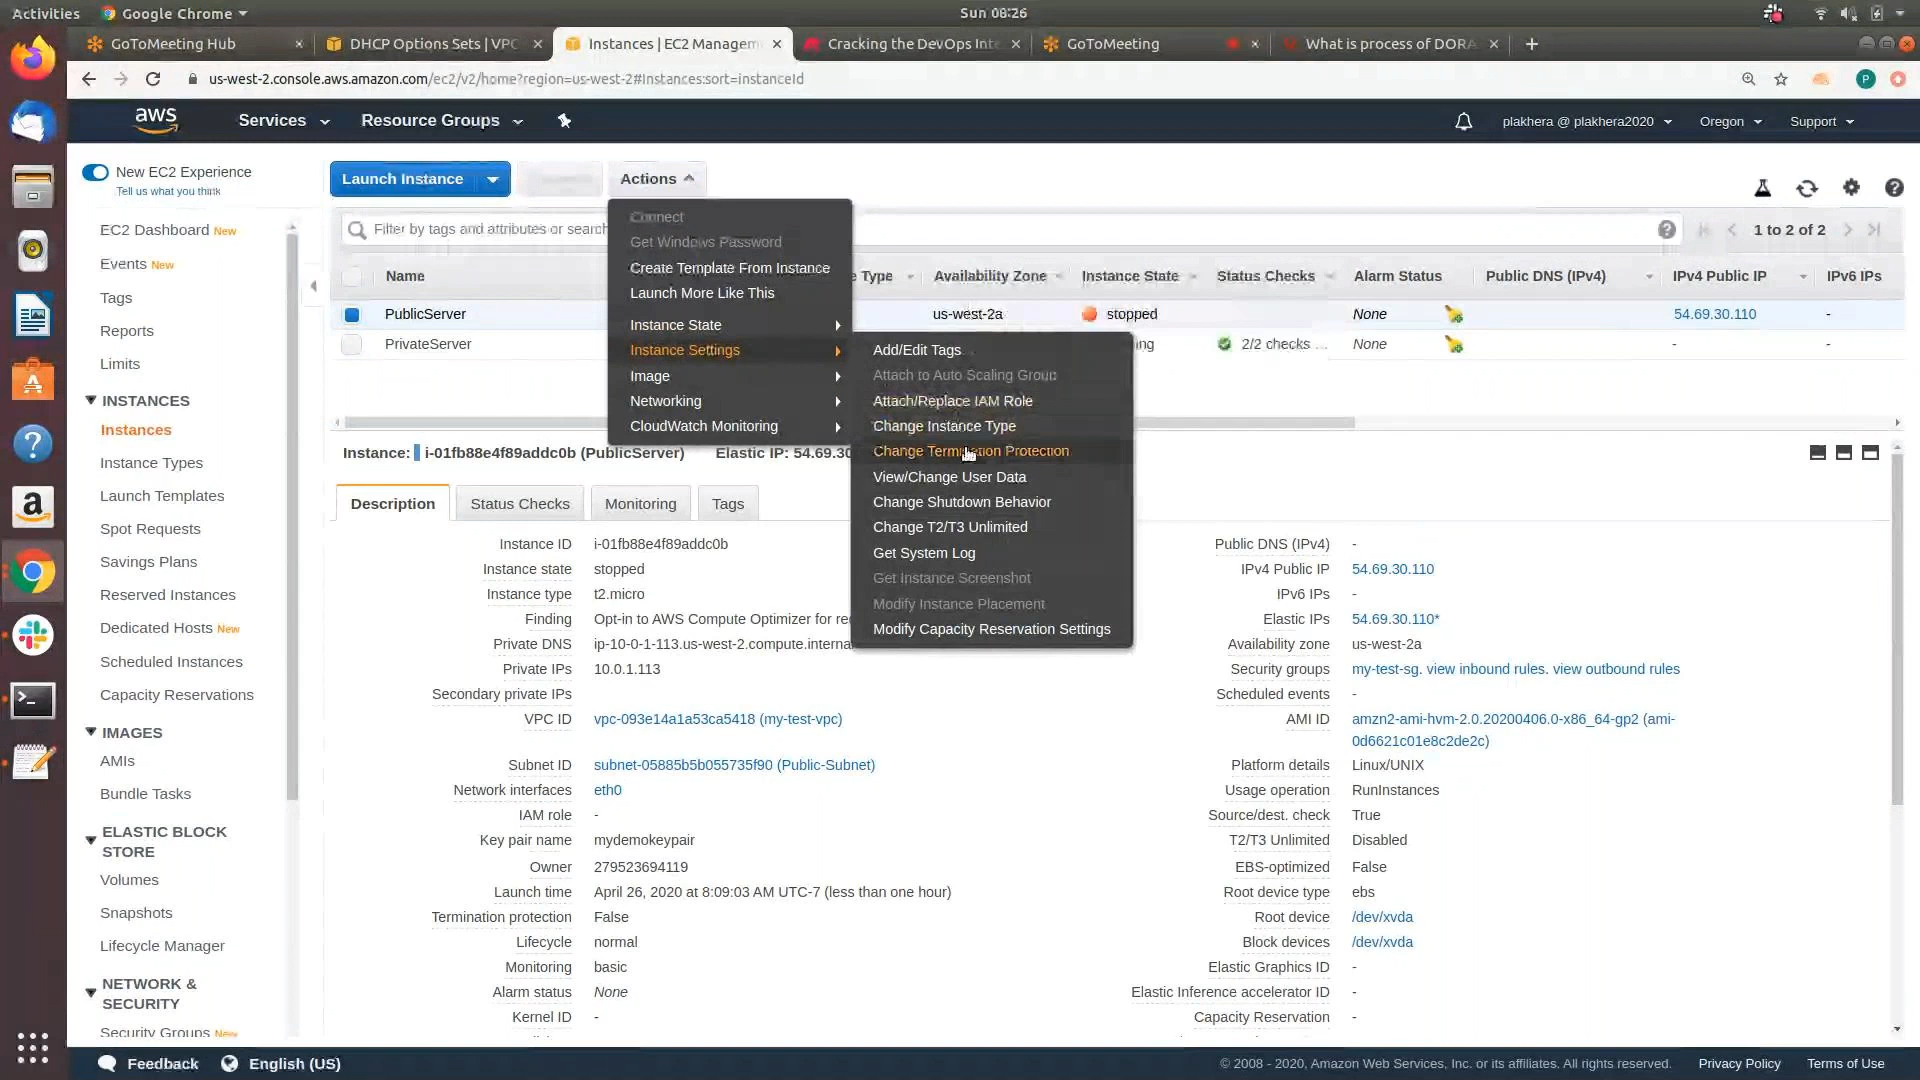 Activities
Google Chrome
Sun 08:26
GoToMeeting Hub
DHCP Options Sets | VPC
Instances | EC2 Managem
Cracking the DevOps Inte
GoToMeeting
What is process of DORA
us-west-2.console.aws.amazon.com/ec2/v2/home?region=us-west-2#Instances:sort=instanceId
P
aws
Services
Resource Groups
plakhera @ plakhera2020
Oregon
Support
New EC2 Experience
Tell us what you think
EC2 Dashboard New
Events New
Tags
Reports
Limits
INSTANCES
Instances
Instance Types
Launch Templates
Spot Requests
Savings Plans
Reserved Instances
Dedicated Hosts New
Scheduled Instances
Capacity Reservations
IMAGES
AMIs
Bundle Tasks
ELASTIC BLOCK
STORE
Volumes
Snapshots
Lifecycle Manager
NETWORK &
SECURITY
Security Groups New
Launch Instance
Actions
Filter by tags and attributes or search
1 to 2 of 2
Name
e Type
Availability Zone
Instance State
Status Checks
Alarm Status
Public DNS (IPv4)
IPv4 Public IP
IPv6 IPs
PublicServer
us-west-2a
stopped
None
54.69.30.110
-
PrivateServer
ng
2/2 checks ...
None
-
-
Connect
Get Windows Password
Create Template From Instance
Launch More Like This
Instance State
Instance Settings
Image
Networking
CloudWatch Monitoring
Add/Edit Tags
Attach to Auto Scaling Group
Attach/Replace IAM Role
Change Instance Type
Change Termination Protection
View/Change User Data
Change Shutdown Behavior
Change T2/T3 Unlimited
Get System Log
Get Instance Screenshot
Modify Instance Placement
Modify Capacity Reservation Settings
Instance: i-01fb88e4f89addc0b (PublicServer)
Elastic IP: 54.69.30
Description
Status Checks
Monitoring
Tags
Instance ID i-01fb88e4f89addc0b
Instance state stopped
Instance type t2.micro
Finding Opt-in to AWS Compute Optimizer for re
Private DNS ip-10-0-1-113.us-west-2.compute.interna
Private IPs 10.0.1.113
Secondary private IPs
VPC ID vpc-093e14a1a53ca5418 (my-test-vpc)
Subnet ID subnet-05885b5b055735f90 (Public-Subnet)
Network interfaces eth0
IAM role -
Key pair name mydemokeypair
Owner 279523694119
Launch time April 26, 2020 at 8:09:03 AM UTC-7 (less than one hour)
Termination protection False
Lifecycle normal
Monitoring basic
Alarm status None
Kernel ID -
Public DNS (IPv4) -
IPv4 Public IP 54.69.30.110
IPv6 IPs -
Elastic IPs 54.69.30.110*
Availability zone us-west-2a
Security groups my-test-sg. view inbound rules. view outbound rules
Scheduled events -
AMI ID amzn2-ami-hvm-2.0.20200406.0-x86_64-gp2 (ami-
0d6621c01e8c2de2c)
Platform details Linux/UNIX
Usage operation RunInstances
Source/dest. check True
T2/T3 Unlimited Disabled
EBS-optimized False
Root device type ebs
Root device /dev/xvda
Block devices /dev/xvda
Elastic Graphics ID -
Elastic Inference accelerator ID -
Capacity Reservation -
Feedback
English (US)
© 2008 - 2020, Amazon Web Services, Inc. or its affiliates. All rights reserved.
Privacy Policy
Terms of Use